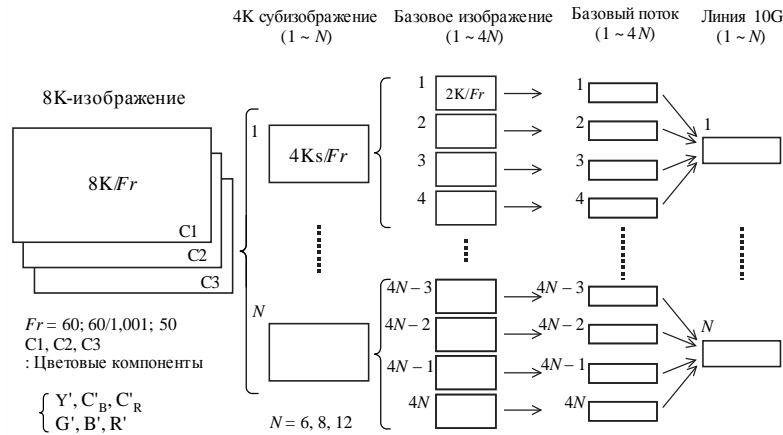 4K субизображение
(1 ~ N)
Базовое изображение
(1 ~ 4N)
Базовый поток
(1 ~ 4N)
Линия 10G
(1 ~ N)
8K-изображение
8K/Fr
C1
C2
C3
Fr = 60; 60/1,001; 50
C1, C2, C3
: Цветовые компоненты
Y', C'B, C'R
G', B', R'
1
4Ks/Fr
N
N = 6, 8, 12
1
2K/Fr
2
3
4
4N – 3
4N – 2
4N – 1
4N
1
2
3
4
4N – 3
4N – 2
4N – 1
4N
1
N